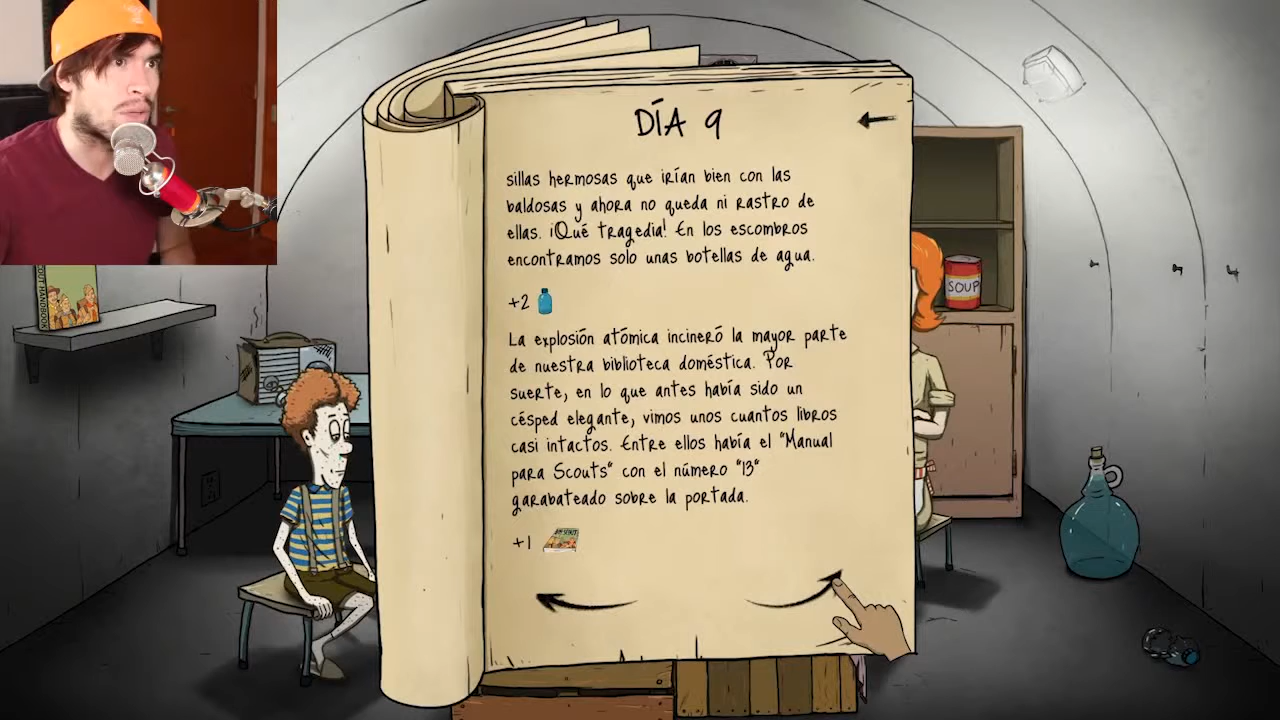 DÍA 9
sillas hermosas que irían bien con las
baldosas y ahora no queda ni rastro de
ellas. ¡Qué tragedia! En los escombros
encontramos solo unas botellas de agua.
+2
La explosión atómica incineró la mayor parte
de nuestra biblioteca doméstica. Por
suerte, en lo que antes había sido un
césped elegante, vimos unos cuantos libros
casi intactos. Entre ellos había el "Manual
para Scouts" con el número "13"
garabateado sobre la portada.
+1
SOUP